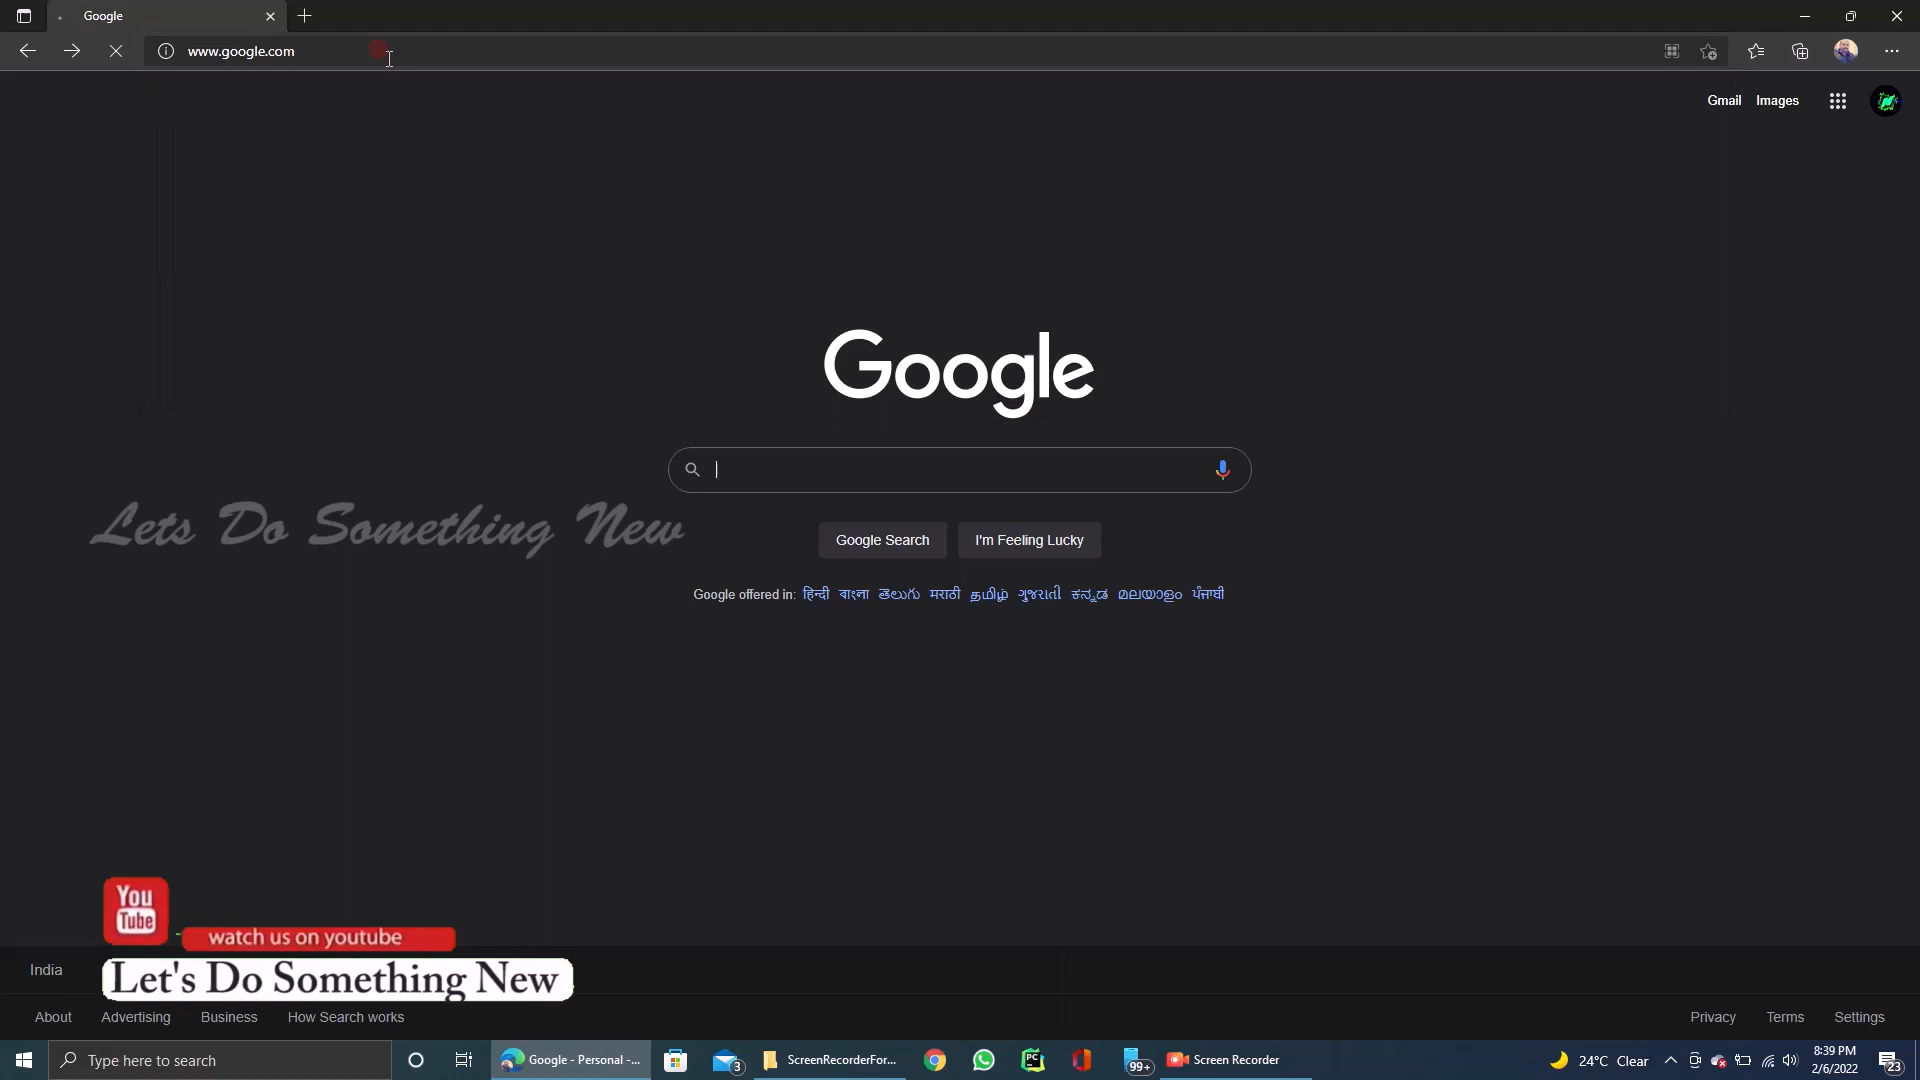 Google
www.google.com
Gmail Images
Google
Lets Do Something New
Google Search I'm Feeling Lucky
Google offered in: हिन्दी বাংলা తెలుగు मराठी தமிழ் ગુજરાતી ಕನ್ನಡ മലയാളം ਪੰਜਾਬੀ
You
Tube
watch us on youtube
India
Let's Do Something New
About Advertising Business How Search works
Privacy Terms Settings
Type here to search
Google - Personal -...
3
ScreenRecorderFor...
PC
99+
Screen Recorder
24°C Clear
8:39 PM
2/6/2022
23